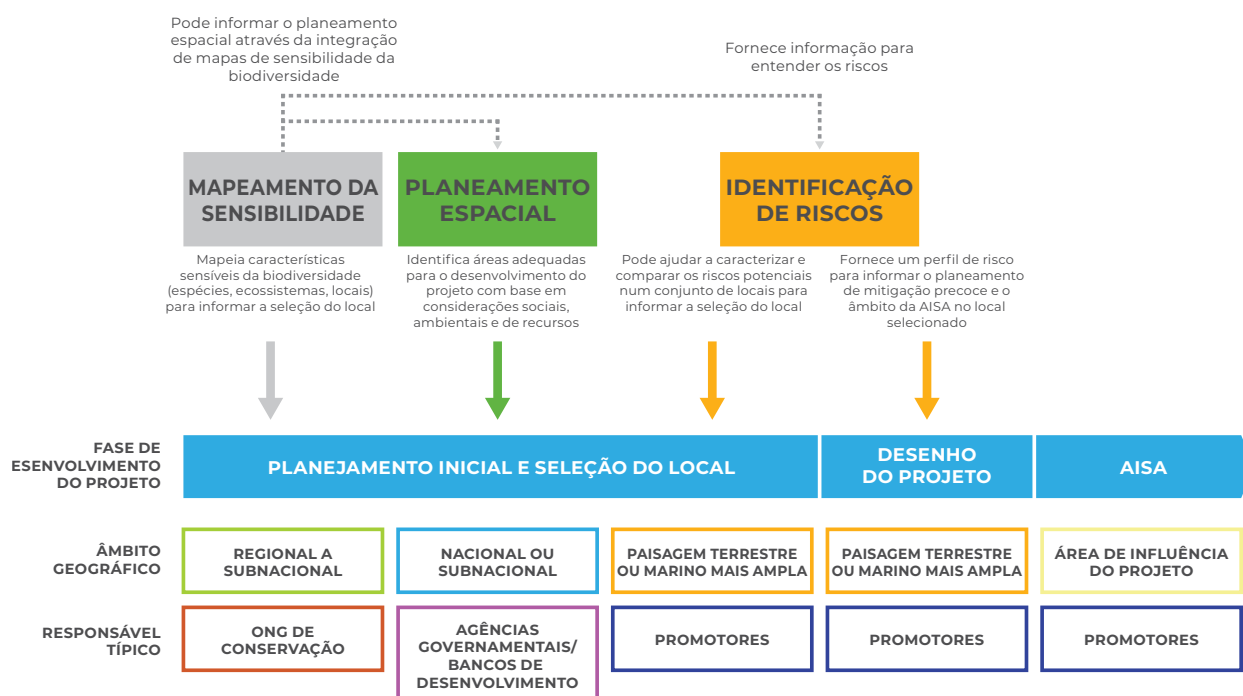 Pode informar o planeamento
espacial através da integração
de mapas de sensibilidade da
biodiversidade
Fornece informação para
entender os riscos
MAPEAMENTO DA
SENSIBILIDADE
PLANEAMENTO
ESPACIAL
IDENTIFICAÇÃO
DE RISCOS
Mapeia características
sensíveis da biodiversidade
(espécies, ecossistemas, locais)
para informar a seleção do local
Identifica áreas adequadas
para o desenvolvimento do
projeto com base em
considerações sociais,
ambientais e de recursos
Pode ajudar a caracterizar e
comparar os riscos potenciais
num conjunto de locais para
informar a seleção do local
Fornece um perfil de risco
para informar o planeamento
de mitigação precoce e o
âmbito da AISA no local
selecionado
FASE DE
ESENVOLVIMENTO
DO PROJETO
PLANEJAMENTO INICIAL E SELEÇÃO DO LOCAL
DESENHO
DO PROJETO
AISA
ÂMBITO
GEOGRÁFICO
REGIONAL A
SUBNACIONAL
NACIONAL OU
SUBNACIONAL
PAISAGEM TERRESTRE
OU MARINO MAIS AMPLA
PAISAGEM TERRESTRE
OU MARINO MAIS AMPLA
ÁREA DE INFLUÊNCIA
DO PROJETO
RESPONSÁVEL
TÍPICO
ONG DE
CONSERVAÇÃO
AGÊNCIAS
GOVERNAMENTAIS/
BANCOS DE
DESENVOLVIMENTO
PROMOTORES
PROMOTORES
PROMOTORES